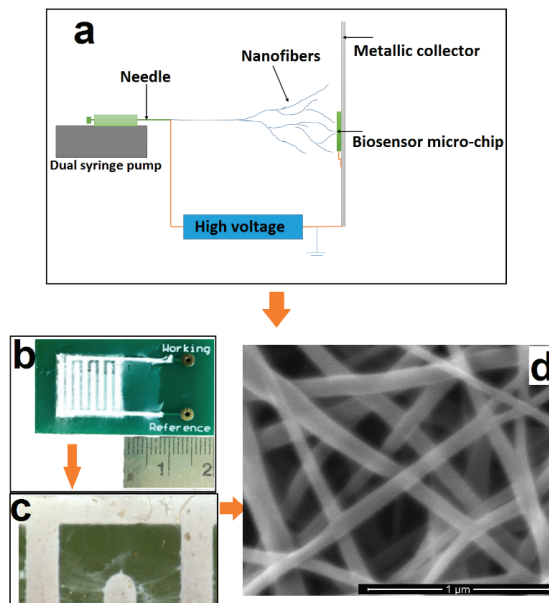 a
Nanofibers
Metallic collector
Needle
Biosensor micro-chip
Dual syringe pump
High voltage
b
Working
Reference
1 2
c
d
1 µm